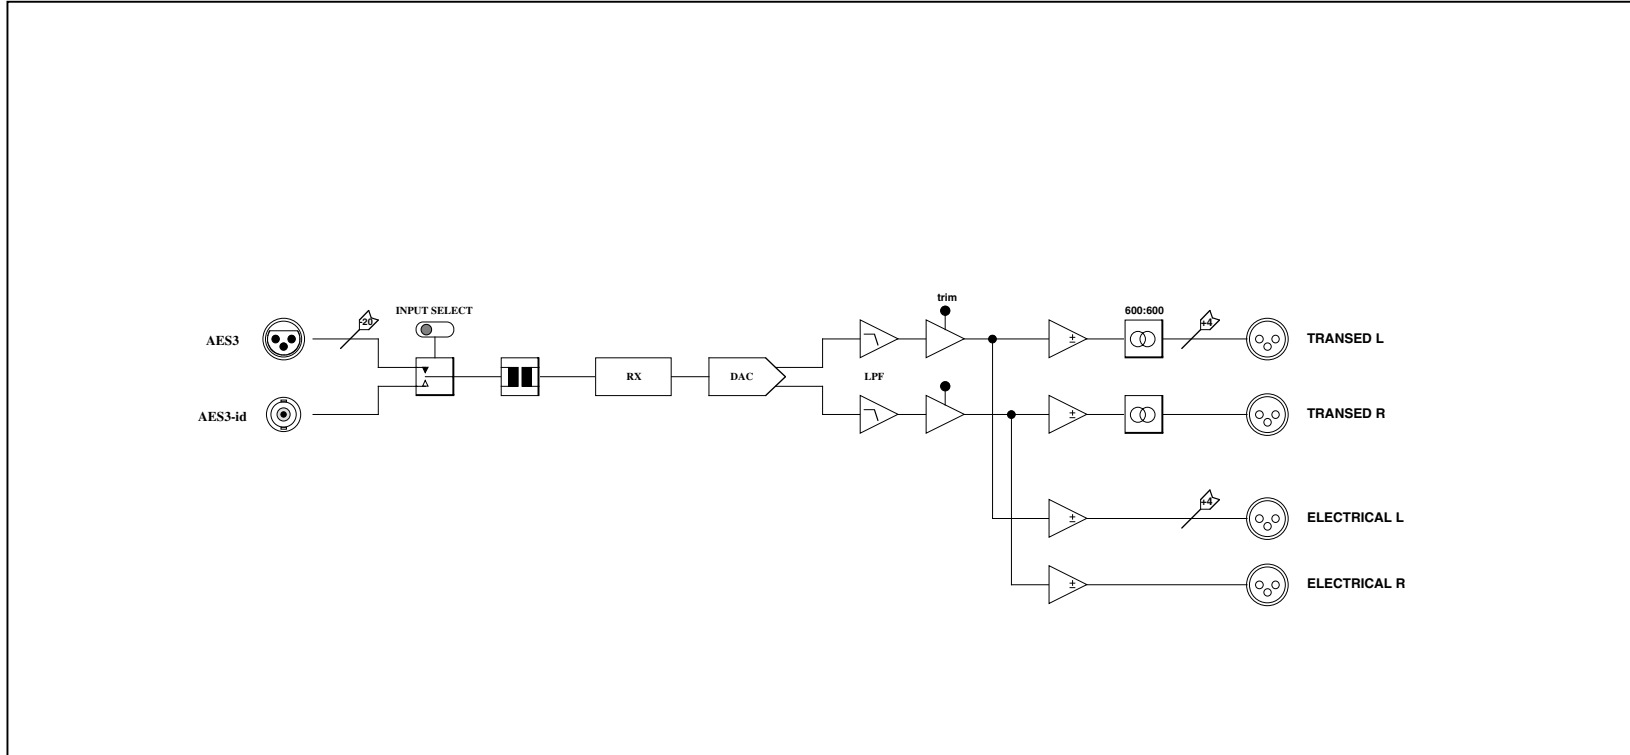 trim
600:600
INPUT SELECT
-20
+4
AES3
TRANSED L
RX
DAC
LPF
±
±
AES3-id
TRANSED R
+4
±
ELECTRICAL L
±
ELECTRICAL R